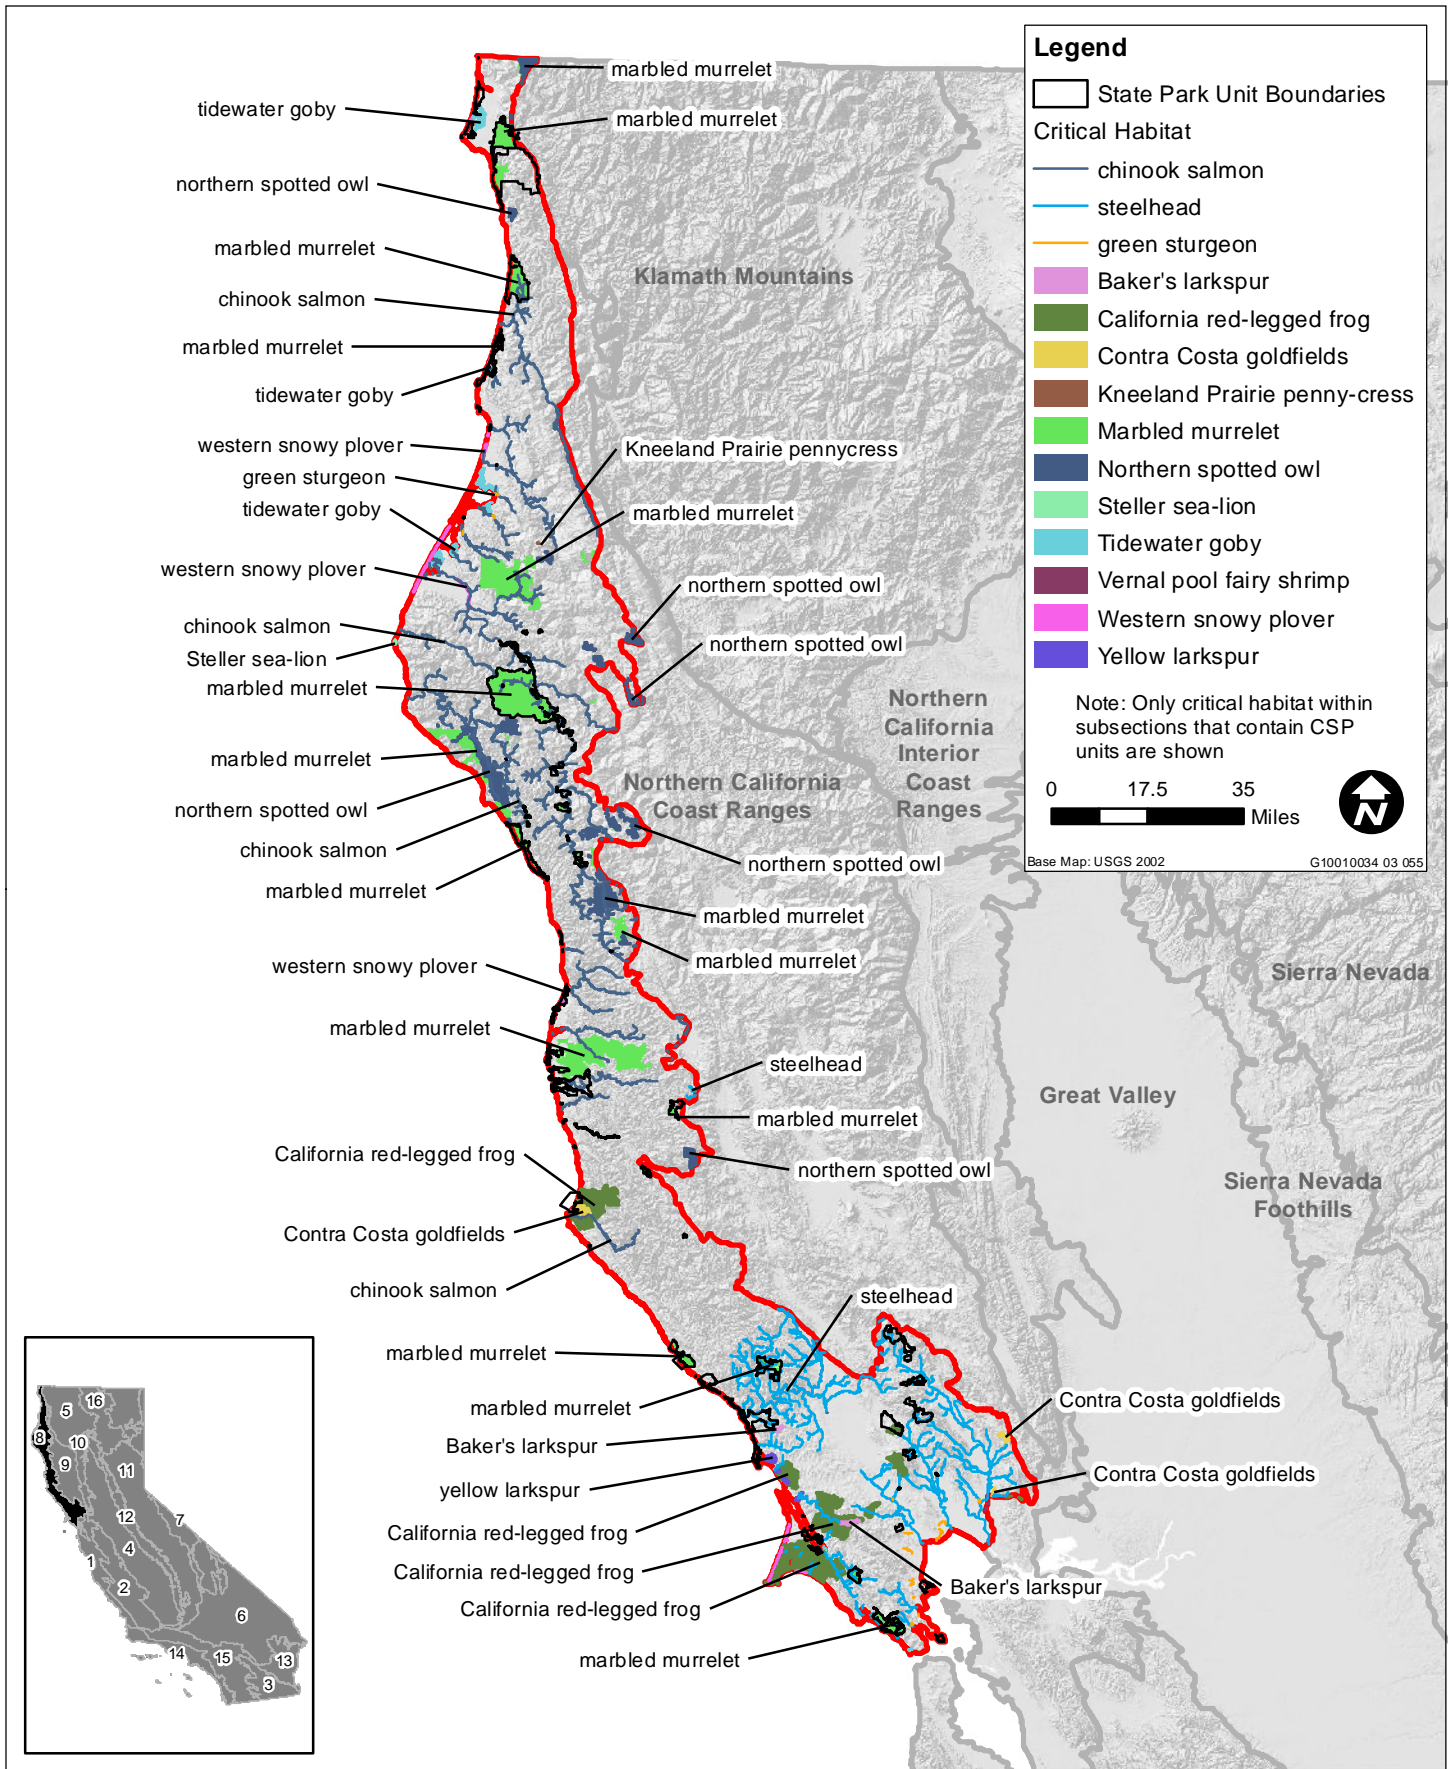 Legend
State Park Unit Boundaries
Critical Habitat
chinook salmon
steelhead
green sturgeon
Baker's larkspur
California red-legged frog
Contra Costa goldfields
Kneeland Prairie penny-cress
Marbled murrelet
Northern spotted owl
Steller sea-lion
Tidewater goby
Vernal pool fairy shrimp
Western snowy plover
Yellow larkspur
Note: Only critical habitat within
subsections that contain CSP
units are shown
0 17.5 35
Miles
N
Base Map: USGS 2002
G10010034 03 055
marbled murrelet
tidewater goby
marbled murrelet
northern spotted owl
marbled murrelet
Klamath Mountains
chinook salmon
marbled murrelet
tidewater goby
western snowy plover
Kneeland Prairie pennycress
green sturgeon
tidewater goby
marbled murrelet
western snowy plover
northern spotted owl
chinook salmon
northern spotted owl
Steller sea-lion
marbled murrelet
Northern
California
Interior
Coast
Ranges
marbled murrelet
Northern California
Coast Ranges
northern spotted owl
chinook salmon
northern spotted owl
marbled murrelet
marbled murrelet
marbled murrelet
western snowy plover
Sierra Nevada
marbled murrelet
steelhead
Great Valley
marbled murrelet
California red-legged frog
northern spotted owl
Sierra Nevada
Foothills
Contra Costa goldfields
chinook salmon
steelhead
marbled murrelet
marbled murrelet
Contra Costa goldfields
Baker's larkspur
Contra Costa goldfields
yellow larkspur
California red-legged frog
California red-legged frog
Baker's larkspur
California red-legged frog
marbled murrelet
16
5
8
10
9
11
12
7
4
1
2
6
14
15
13
3